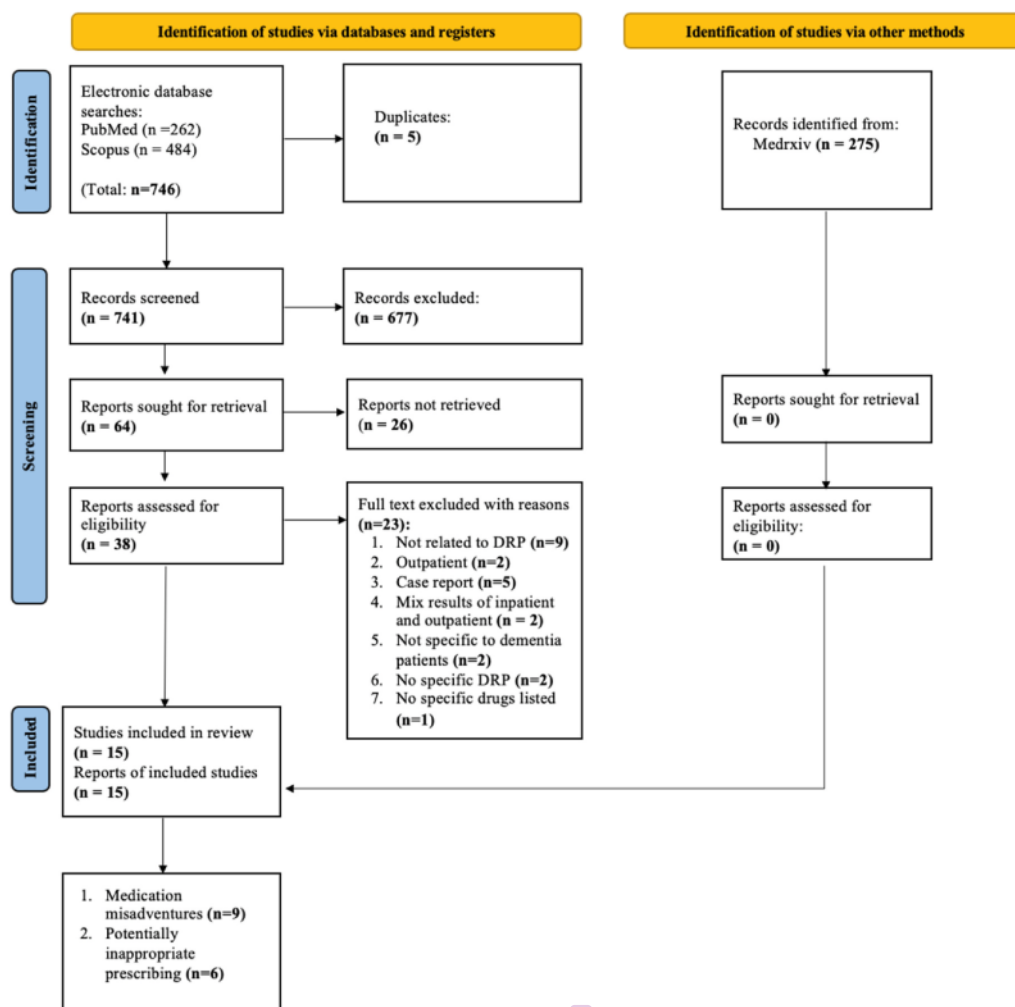 Identification of studies via databases and registers
Identification of studies via other methods
Identification
Electronic database
searches:
PubMed (n =262)
Scopus (n = 484)
(Total: n=746)
Duplicates:
(n = 5)
Records identified from:
Medrxiv (n = 275)
Screening
Records screened
(n = 741)
Records excluded:
(n = 677)
Reports sought for retrieval
(n = 64)
Reports not retrieved
(n = 26)
Reports sought for retrieval
(n = 0)
Reports assessed for
eligibility
(n = 38)
Full text excluded with reasons
(n=23):
1. Not related to DRP (n=9)
2. Outpatient (n=2)
3. Case report (n=5)
4. Mix results of inpatient
and outpatient (n = 2)
5. Not specific to dementia
patients (n=2)
6. No specific DRP (n=2)
7. No specific drugs listed
(n=1)
Reports assessed for
eligibility:
(n = 0)
Included
Studies included in review
(n = 15)
Reports of included studies
(n = 15)
1. Medication
misadventures (n=9)
2. Potentially
inappropriate
prescribing (n=6)